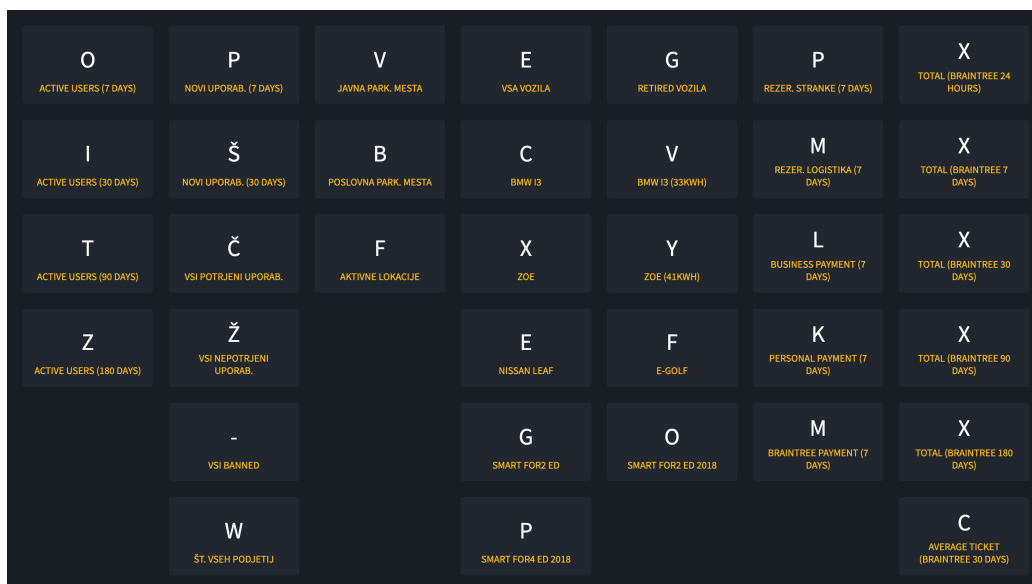 O
ACTIVE USERS (7 DAYS)
P
NOVI UPORAB. (7 DAYS)
V
JAVNA PARK. MESTA
E
VSA VOZILA
G
RETIRED VOZILA
P
REZER. STRANKE (7 DAYS)
X
TOTAL (BRAINTREE 24
HOURS)
I
ACTIVE USERS (30 DAYS)
Š
NOVI UPORAB. (30 DAYS)
B
POSLOVNA PARK. MESTA
C
BMW I3
V
BMW I3 (33KWH)
M
REZER. LOGISTIKA (7
DAYS)
X
TOTAL (BRAINTREE 7
DAYS)
T
ACTIVE USERS (90 DAYS)
Č
VSI POTRJENI UPORAB.
F
AKTIVNE LOKACIJE
X
ZOE
Y
ZOE (41KWH)
L
BUSINESS PAYMENT (7
DAYS)
X
TOTAL (BRAINTREE 30
DAYS)
Z
ACTIVE USERS (180 DAYS)
Ž
VSI NEPOTRJENI
UPORAB.
E
NISSAN LEAF
F
E-GOLF
K
PERSONAL PAYMENT (7
DAYS)
X
TOTAL (BRAINTREE 90
DAYS)
-
VSI BANNED
G
SMART FOR2 ED
O
SMART FOR2 ED 2018
M
BRAINTREE PAYMENT (7
DAYS)
X
TOTAL (BRAINTREE 180
DAYS)
W
ŠT. VSEH PODJETIJ
P
SMART FOR4 ED 2018
C
AVERAGE TICKET
(BRAINTREE 30 DAYS)